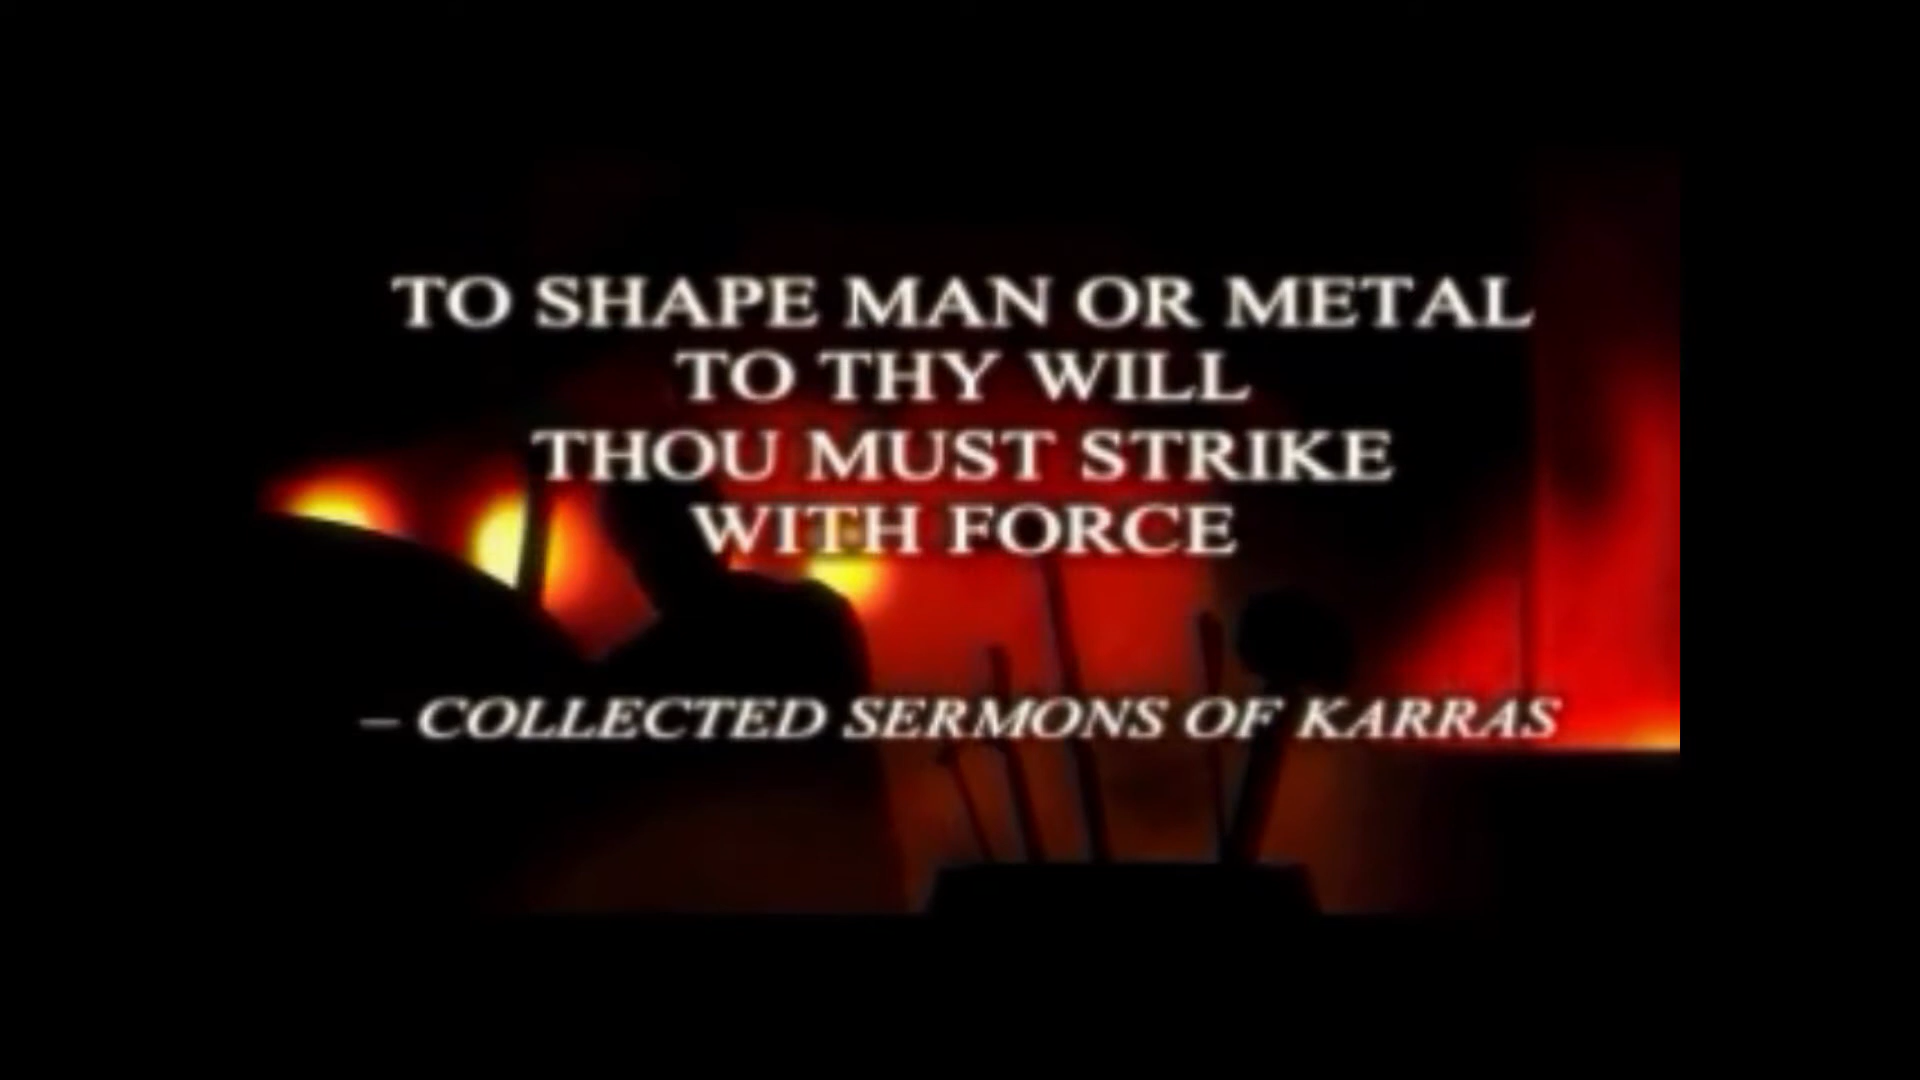 TO SHAPE MAN OR METAL
TO THY WILL
THOU MUST STRIKE
WITH FORCE
– COLLECTED SERMONS OF KARRAS